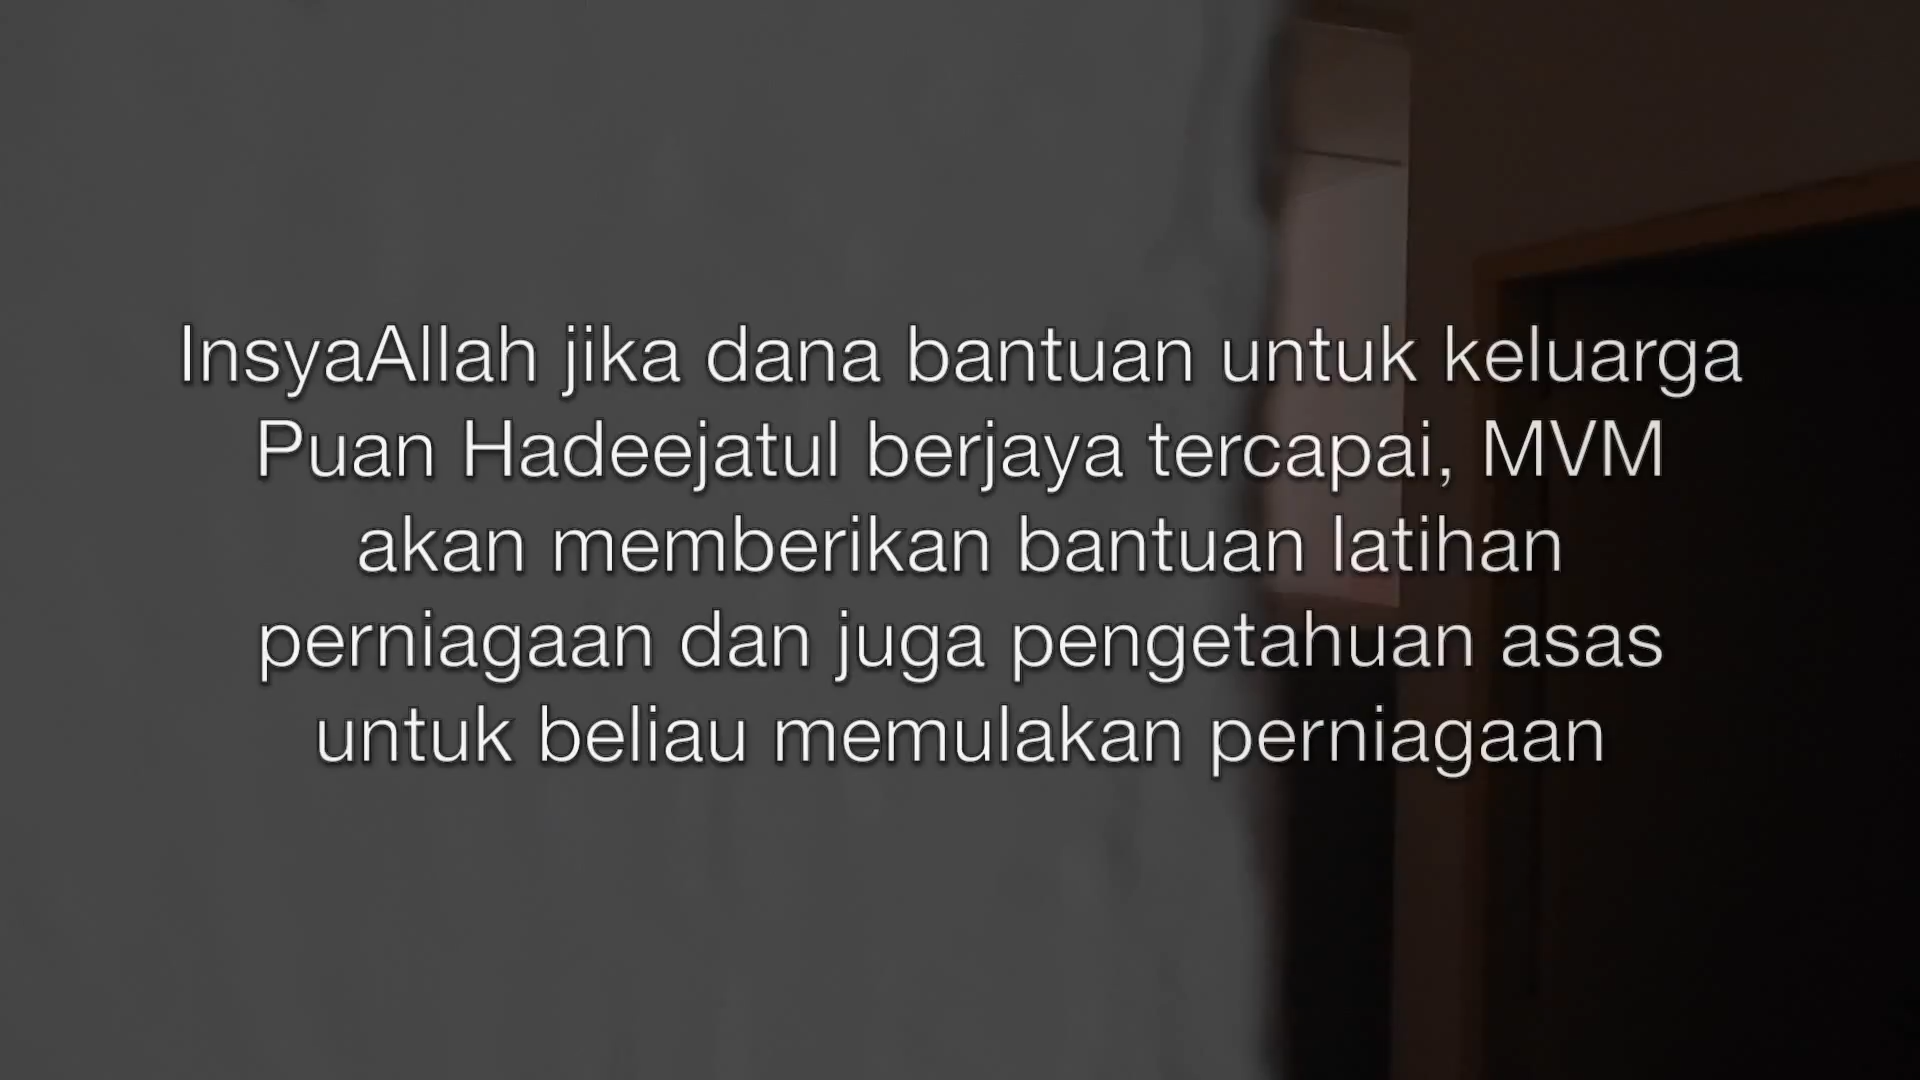 InsyaAllah jika dana bantuan untuk keluarga
Puan Hadeejatul berjaya tercapai, MVM
akan memberikan bantuan latihan
perniagaan dan juga pengetahuan asas
untuk beliau memulakan perniagaan